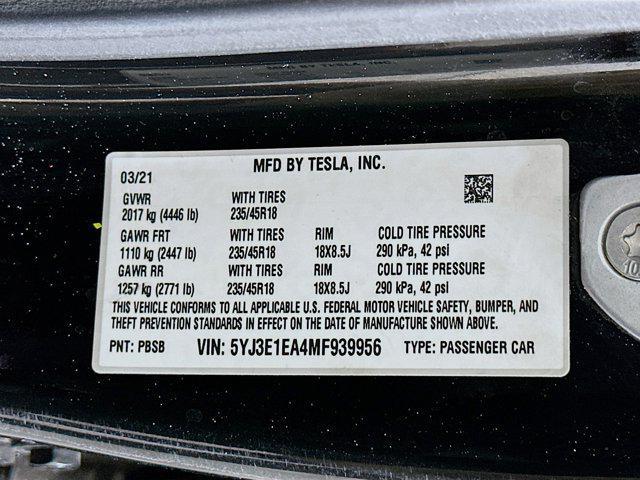 MFD BY TESLA, INC.
03/21
GVWR WITH TIRES
2017 kg (4446 lb) 235/45R18
GAWR FRT WITH TIRES RIM COLD TIRE PRESSURE
1110 kg (2447 lb) 235/45R18 18X8.5J 290 kPa, 42 psi
GAWR RR WITH TIRES RIM COLD TIRE PRESSURE
1257 kg (2771 lb) 235/45R18 18X8.5J 290 kPa, 42 psi
THIS VEHICLE CONFORMS TO ALL APPLICABLE U.S. FEDERAL MOTOR VEHICLE SAFETY, BUMPER, AND
THEFT PREVENTION STANDARDS IN EFFECT ON THE DATE OF MANUFACTURE SHOWN ABOVE.
PNT: PBSB VIN: 5YJ3E1EA4MF939956 TYPE: PASSENGER CAR